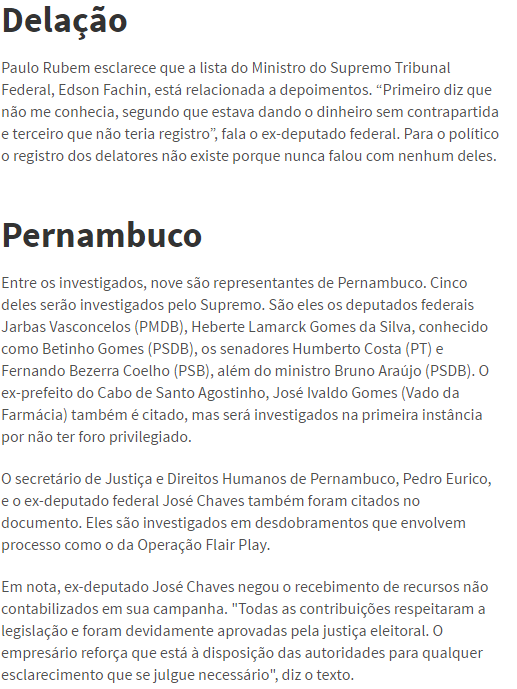 Delação
Paulo Rubem esclarece que a lista do Ministro do Supremo Tribunal
Federal, Edson Fachin, está relacionada a depoimentos. “Primeiro diz que
não me conhecia, segundo que estava dando o dinheiro sem contrapartida
e terceiro que não teria registro”, fala o ex-deputado federal. Para o político
o registro dos delatores não existe porque nunca falou com nenhum deles.
Pernambuco
Entre os investigados, nove são representantes de Pernambuco. Cinco
deles serão investigados pelo Supremo. São eles os deputados federais
Jarbas Vasconcelos (PMDB), Heberte Lamarck Gomes da Silva, conhecido
como Betinho Gomes (PSDB), os senadores Humberto Costa (PT) e
Fernando Bezerra Coelho (PSB), além do ministro Bruno Araújo (PSDB). O
ex-prefeito do Cabo de Santo Agostinho, José Ivaldo Gomes (Vado da
Farmácia) também é citado, mas será investigados na primeira instância
por não ter foro privilegiado.
O secretário de Justiça e Direitos Humanos de Pernambuco, Pedro Eurico,
e o ex-deputado federal José Chaves também foram citados no
documento. Eles são investigados em desdobramentos que envolvem
processo como o da Operação Flair Play.
Em nota, ex-deputado José Chaves negou o recebimento de recursos não
contabilizados em sua campanha. "Todas as contribuições respeitaram a
legislação e foram devidamente aprovadas pela justiça eleitoral. O
empresário reforça que está à disposição das autoridades para qualquer
esclarecimento que se julgue necessário", diz o texto.